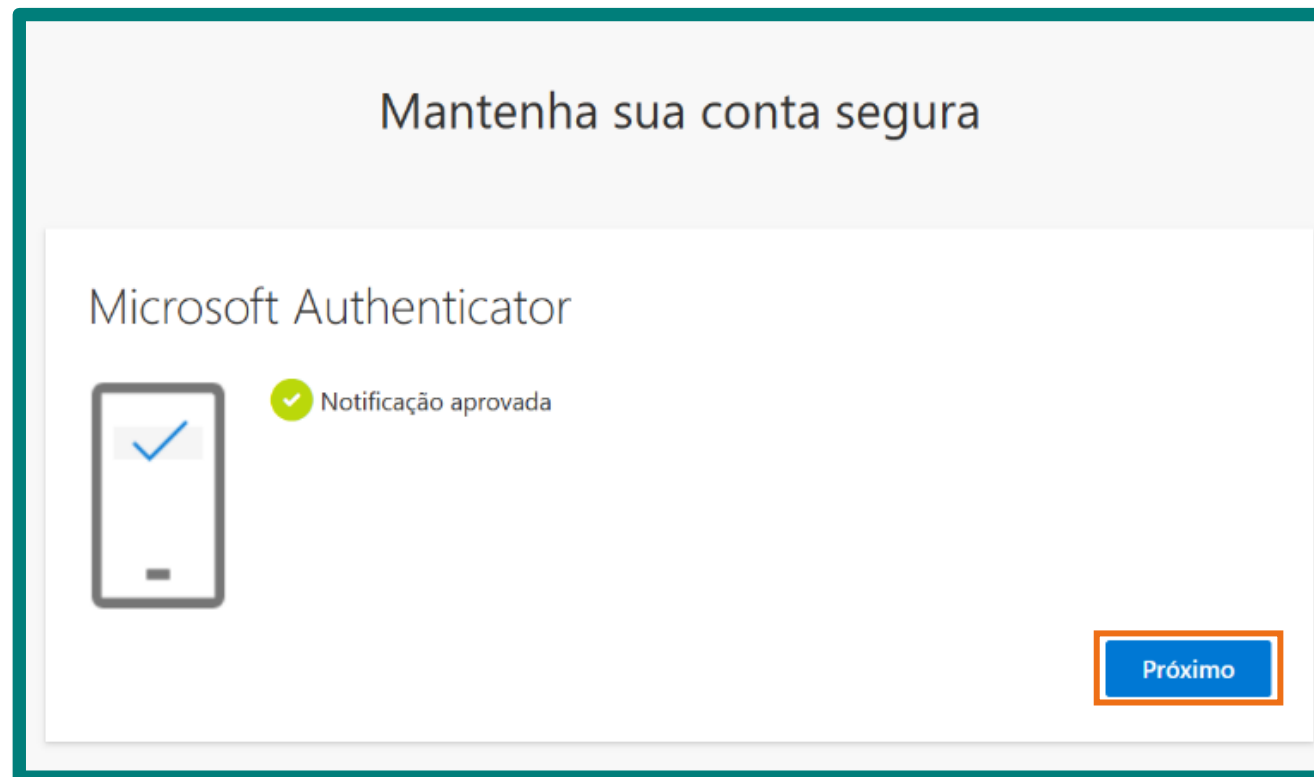 Mantenha sua conta segura
Microsoft Authenticator
Notificação aprovada
Próximo